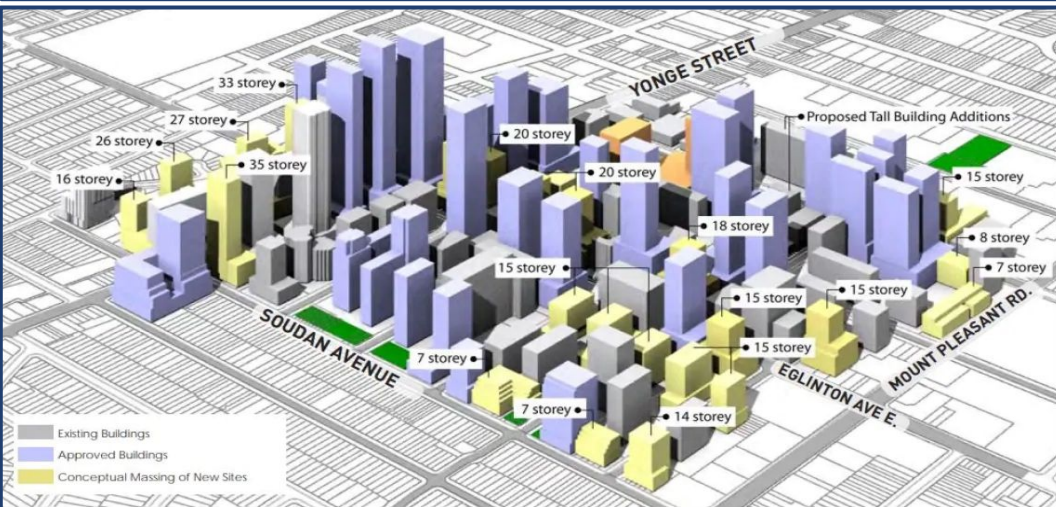 YONGE STREET
33 storey
Proposed Tall Building Additions
27 storey
20 storey
26 storey
35 storey
16 storey
20 storey
15 storey
18 storey
8 storey
15 storey
7 storey
15 storey
15 storey
SOUDAN AVENUE
15 storey
MOUNT PLEASANT RD.
7 storey
EGLINTON AVE E.
7 storey
14 storey
Existing Buildings
Approved Buildings
Conceptual Massing of New Sites